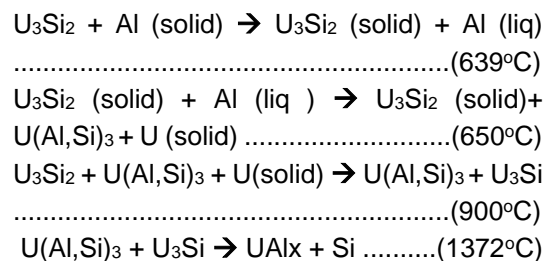 U₃Si₂ + Al (solid) → U₃Si₂ (solid) + Al (liq)
..........................................................(639°C)
U₃Si₂ (solid) + Al (liq ) → U₃Si₂ (solid)+
U(Al,Si)₃ + U (solid) ............................(650°C)
U₃Si₂ + U(Al,Si)₃ + U(solid) → U(Al,Si)₃ + U₃Si
..........................................................(900°C)
U(Al,Si)₃ + U₃Si → UAlx + Si ..........(1372°C)